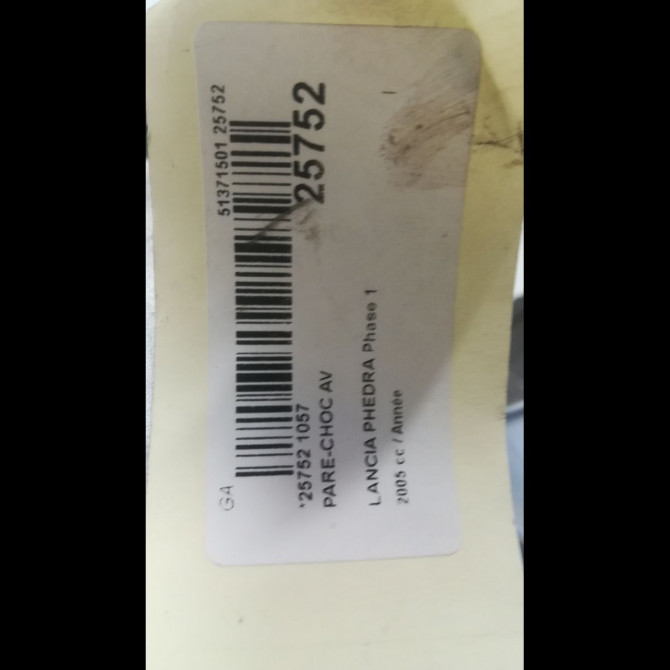 GA
51371501 25752
25752
*25752 1057
PARE-CHOC AV
LANCIA PHEDRA Phase 1
2005 cc / Année